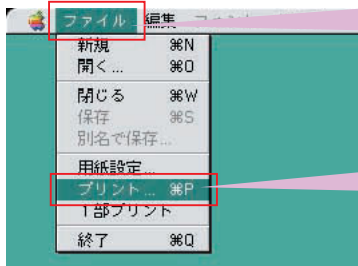 ファイル 編集
新規 ⌘N
開く... ⌘O
閉じる ⌘W
保存 ⌘S
別名で保存...
用紙設定...
プリント... ⌘P
1部プリント
終了 ⌘Q